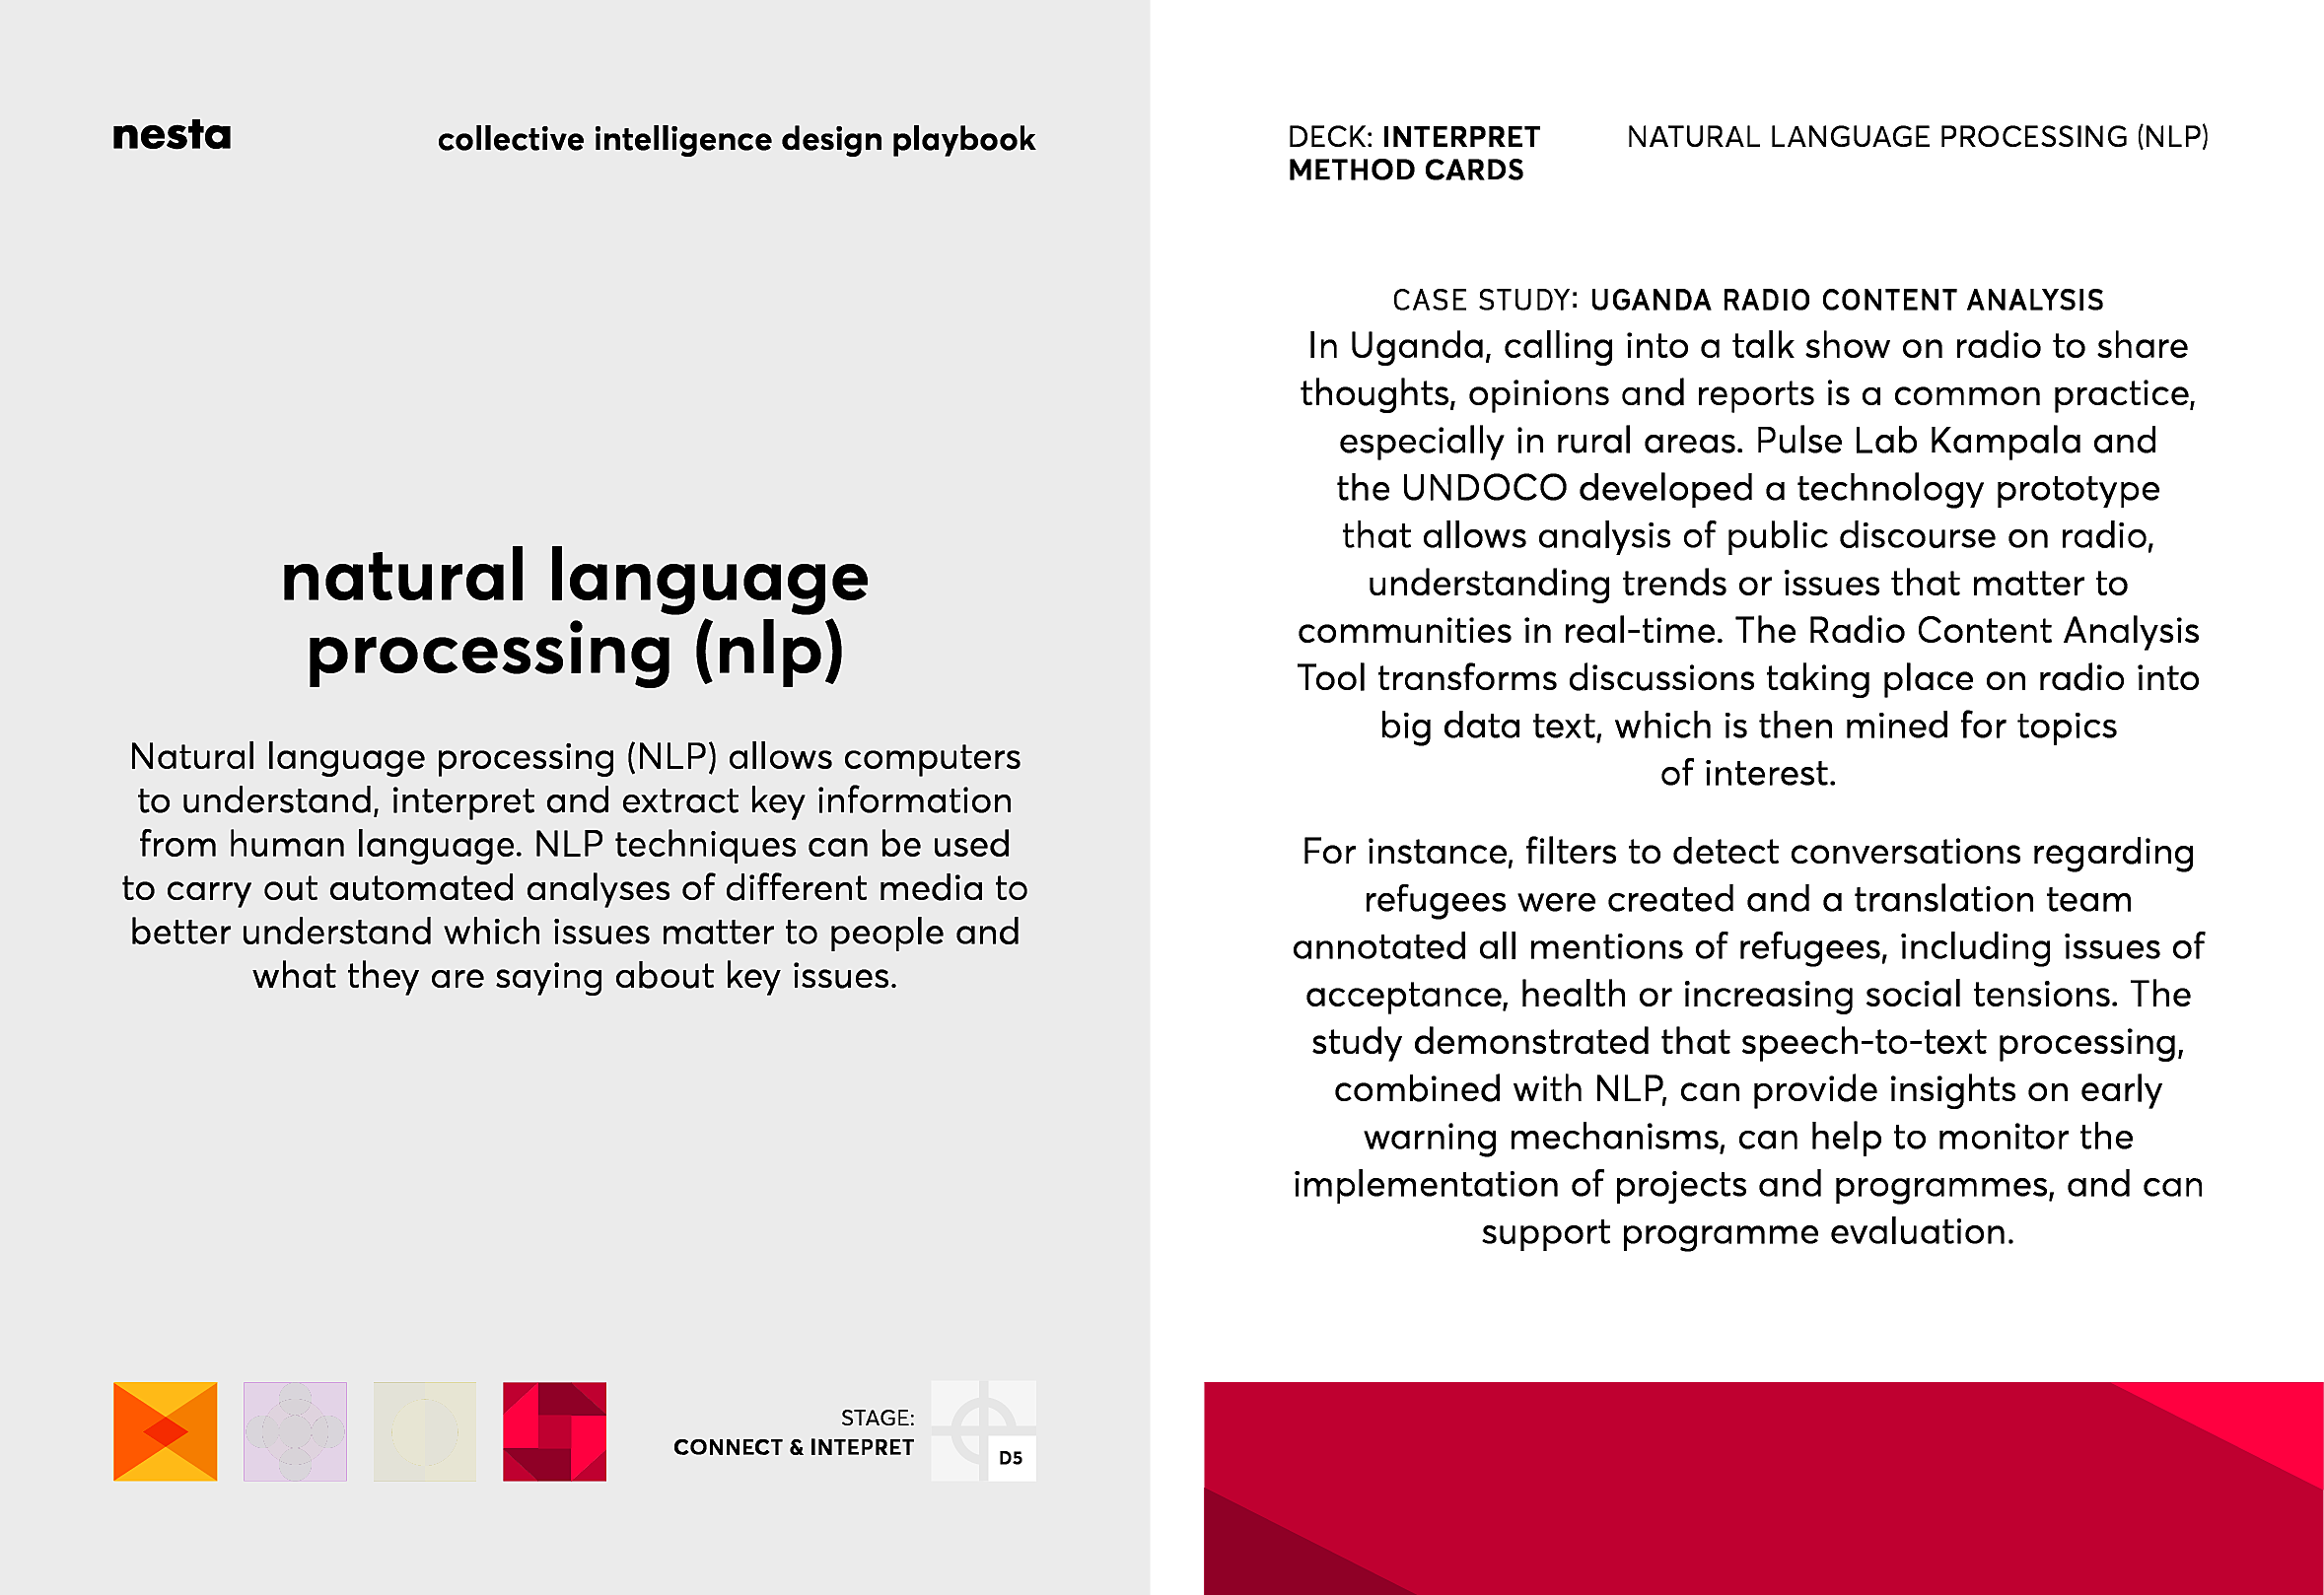 nesta
collective intelligence design playbook
natural language
processing (nlp)
Natural language processing (NLP) allows computers
to understand, interpret and extract key information
from human language. NLP techniques can be used
to carry out automated analyses of different media to
better understand which issues matter to people and
what they are saying about key issues.
STAGE:
CONNECT & INTEPRET
D5
DECK: INTERPRET
METHOD CARDS
NATURAL LANGUAGE PROCESSING (NLP)
CASE STUDY: UGANDA RADIO CONTENT ANALYSIS
In Uganda, calling into a talk show on radio to share
thoughts, opinions and reports is a common practice,
especially in rural areas. Pulse Lab Kampala and
the UNDOCO developed a technology prototype
that allows analysis of public discourse on radio,
understanding trends or issues that matter to
communities in real-time. The Radio Content Analysis
Tool transforms discussions taking place on radio into
big data text, which is then mined for topics
of interest.
For instance, filters to detect conversations regarding
refugees were created and a translation team
annotated all mentions of refugees, including issues of
acceptance, health or increasing social tensions. The
study demonstrated that speech-to-text processing,
combined with NLP, can provide insights on early
warning mechanisms, can help to monitor the
implementation of projects and programmes, and can
support programme evaluation.